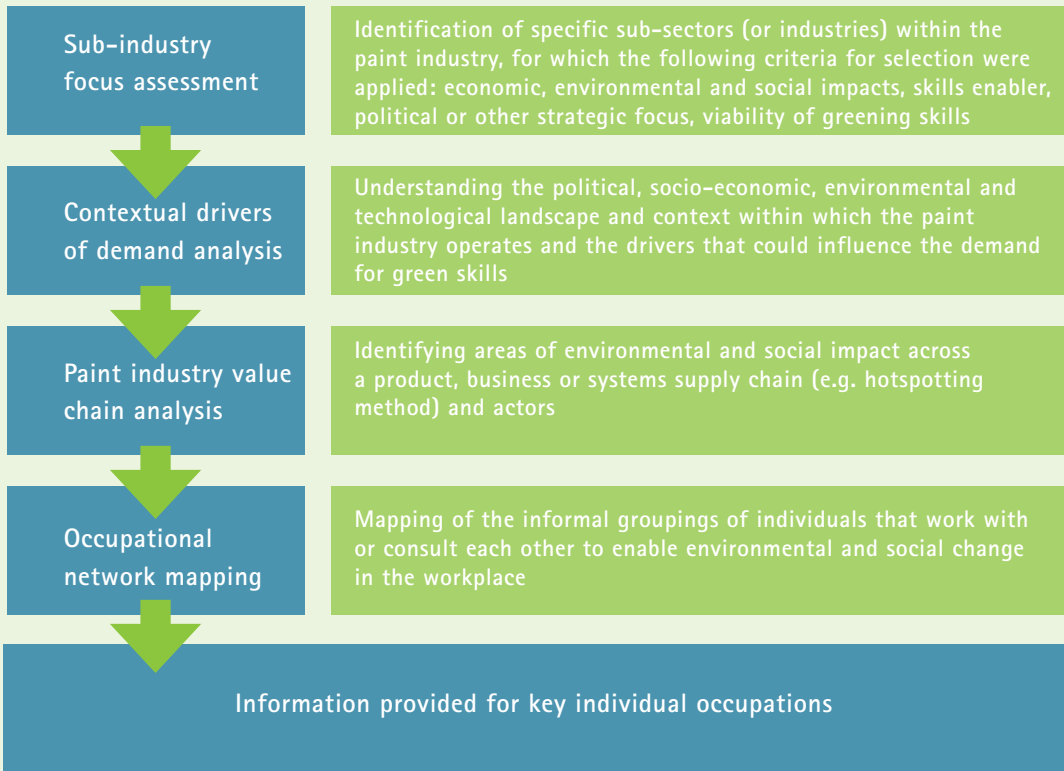 Sub-industry
focus assessment
Identification of specific sub-sectors (or industries) within the
paint industry, for which the following criteria for selection were
applied: economic, environmental and social impacts, skills enabler,
political or other strategic focus, viability of greening skills
Contextual drivers
of demand analysis
Understanding the political, socio-economic, environmental and
technological landscape and context within which the paint
industry operates and the drivers that could influence the demand
for green skills
Paint industry value
chain analysis
Identifying areas of environmental and social impact across
a product, business or systems supply chain (e.g. hotspotting
method) and actors
Occupational
network mapping
Mapping of the informal groupings of individuals that work with
or consult each other to enable environmental and social change
in the workplace
Information provided for key individual occupations